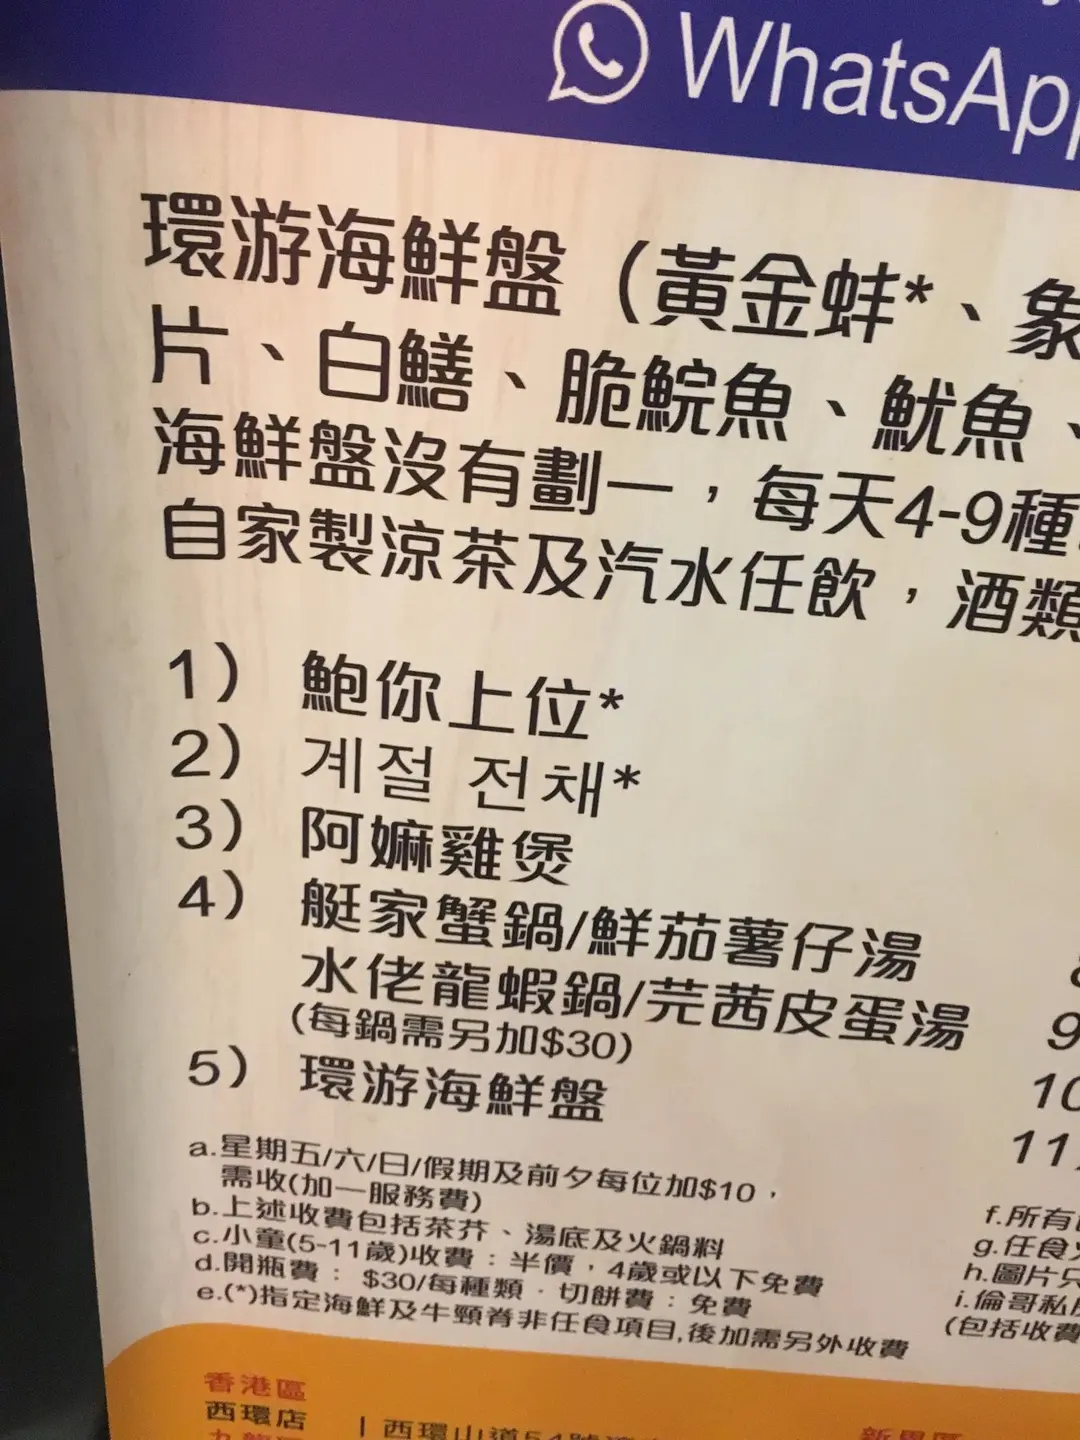 WhatsApp
環游海鮮盤（黃金蚌*、象
片、白鱔、脆鯇魚、魷魚、
海鮮盤沒有劃一，每天4-9種
自家製涼茶及汽水任飲，酒類
1） 鮑你上位*
2） 계절 전채*
3） 阿嫲雞煲
4） 艇家蟹鍋/鮮茄薯仔湯
水佬龍蝦鍋/芫茜皮蛋湯
(每鍋需另加$30)
9
5） 環游海鮮盤
10
11
a.星期五/六/日/假期及前夕每位加$10，
需收(加一服務費)
b.上述收費包括茶芥、湯底及火鍋料
c.小童(5-11歲)收費：半價，4歲或以下免費
d.開瓶費： $30/每種類．切餅費：免費
e.(*)指定海鮮及牛頸脊非任食項目,後加需另外收費
f.所有
g.任食
h.圖片只
i.倫哥私
(包括收費
香港區
西環店 | 西環山道54號